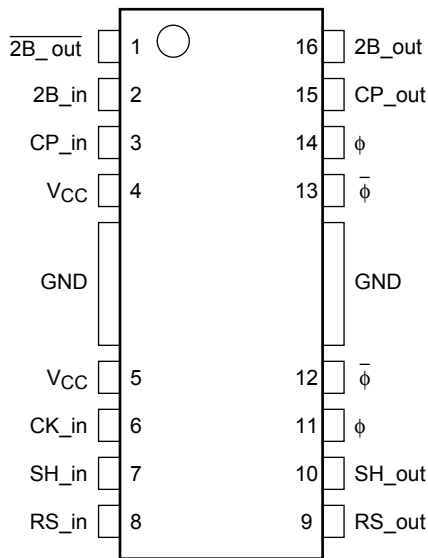 2B_out 1 16 2B_out
2B_in 2 15 CP_out
CP_in 3 14 ϕ
VCC 4 13 ϕ̅
GND GND
VCC 5 12 ϕ̅
CK_in 6 11 ϕ
SH_in 7 10 SH_out
RS_in 8 9 RS_out